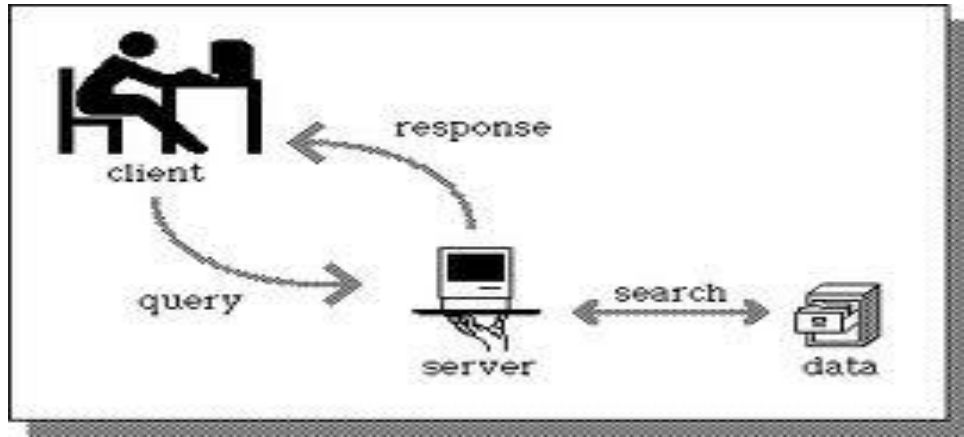 response
client
query
search
server
data